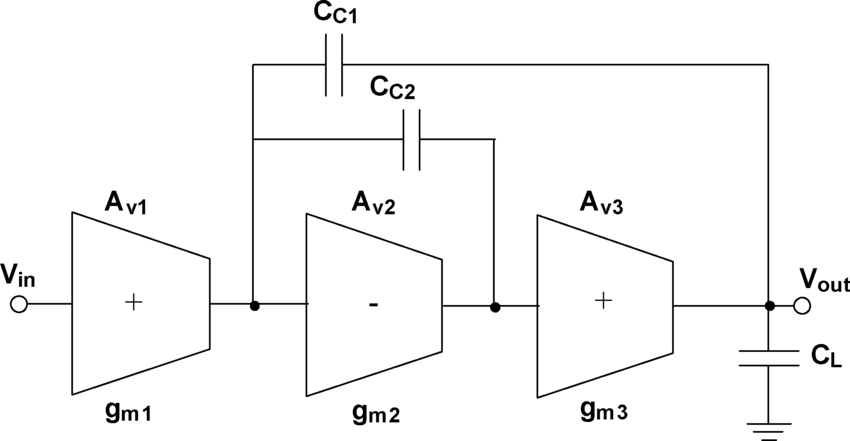 CC1
CC2
Av1
Av2
Av3
Vin
+
-
+
Vout
CL
gm1
gm2
gm3